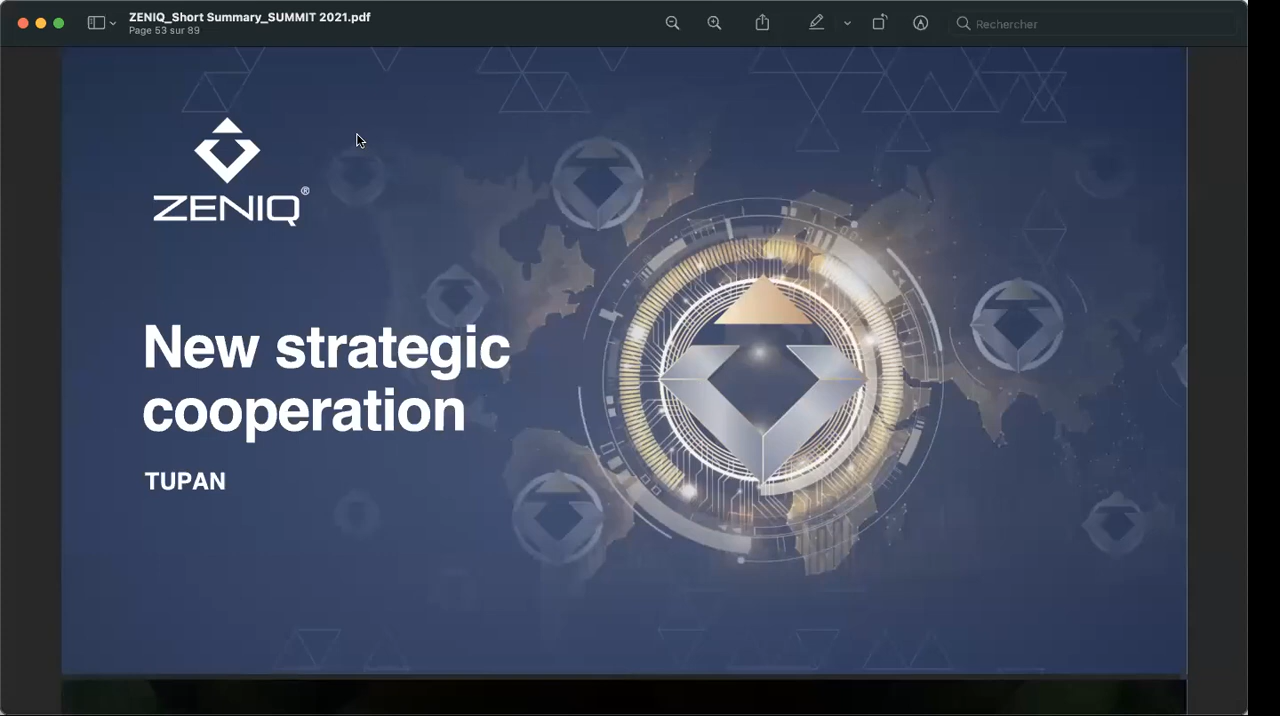 ZENIQ_Short Summary_SUMMIT 2021.pdf
Page 53 sur 89
Rechercher
ZENIQ®
New strategic
cooperation
TUPAN